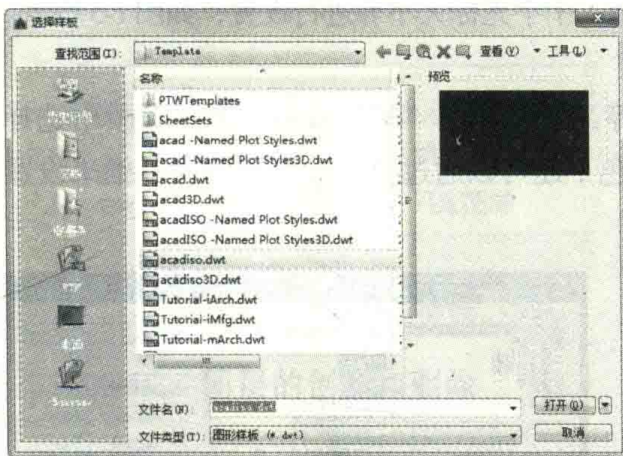 选择样板
查找范围(I): Template 查看(V) 工具(L)
名称 预览
PTWTemplates
SheetSets
acad -Named Plot Styles.dwt
acad -Named Plot Styles3D.dwt
acad.dwt
acad3D.dwt
acadISO -Named Plot Styles.dwt
acadISO -Named Plot Styles3D.dwt
acadiso.dwt
acadiso3D.dwt
Tutorial-iArch.dwt
Tutorial-iMfg.dwt
Tutorial-mArch.dwt
文件名(N): 打开(O)
文件类型(T): 图形样板 (*.dwt) 取消